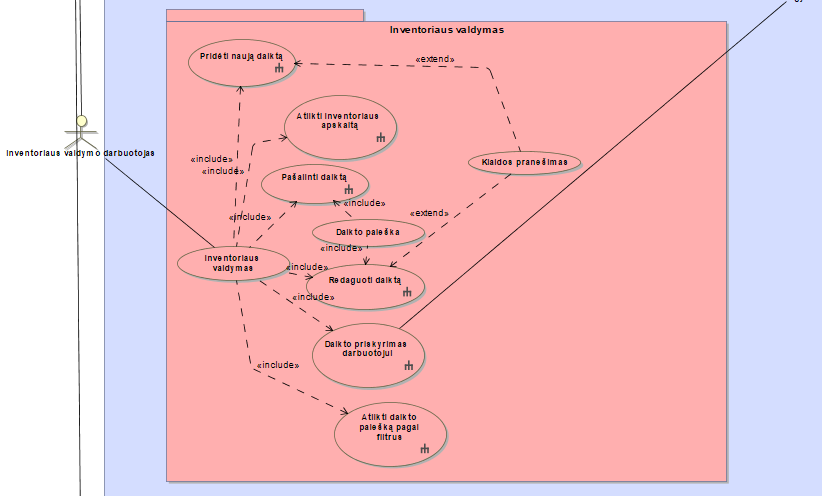 Inventoriaus valdymas
Pridėti naują daiktą
«extend»
Atlikti inventoriaus
apskaitą
Inventoriaus valdymo darbuotojas
«include»
«include»
Klaidos pranešimas
Pašalinti daiktą
«include»
«extend»
«include»
Daikto paieška
«include»
Inventoriaus
valdymas
«include»
Redaguoti daiktą
«include»
Daikto priskyrimas
darbuotojui
«include»
Atlikti daikto
paiešką pagal
filtrus